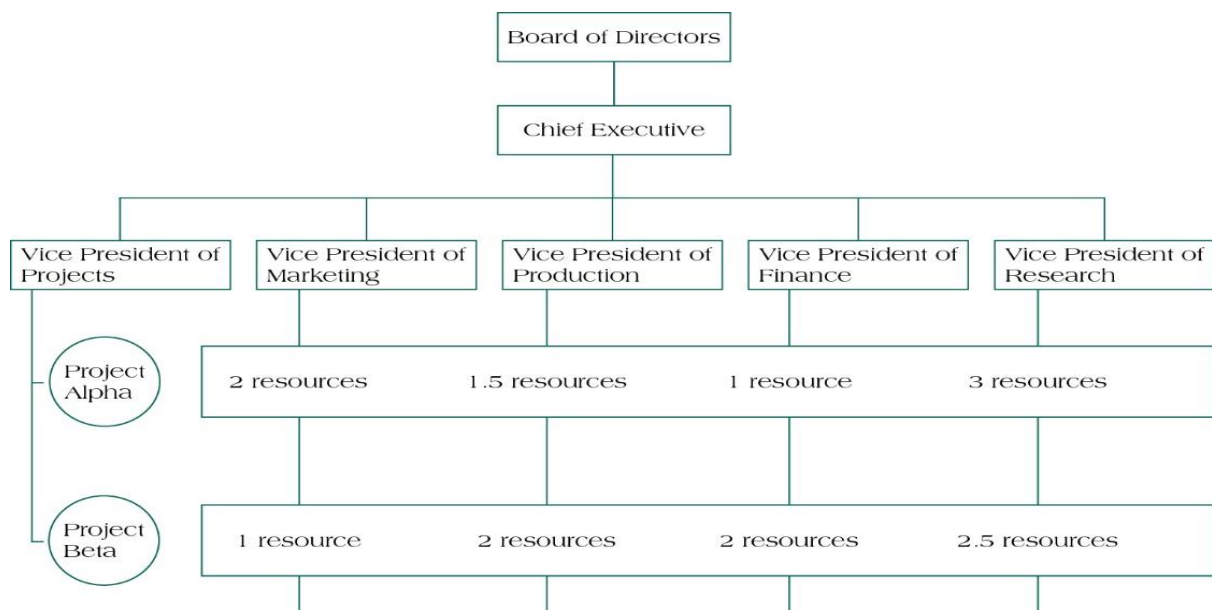 Board of Directors
Chief Executive
Vice President of
Projects
Vice President of
Marketing
Vice President of
Production
Vice President of
Finance
Vice President of
Research
Project
Alpha
2 resources
1.5 resources
1 resource
3 resources
Project
Beta
1 resource
2 resources
2 resources
2.5 resources